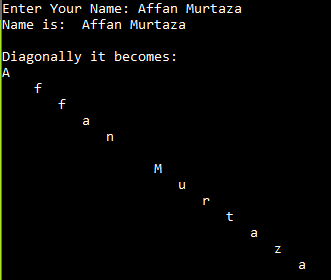 Enter Your Name: Affan Murtaza
Name is:  Affan Murtaza

Diagonally it becomes:
A
f
f
a
n

M
u
r
t
a
z
a